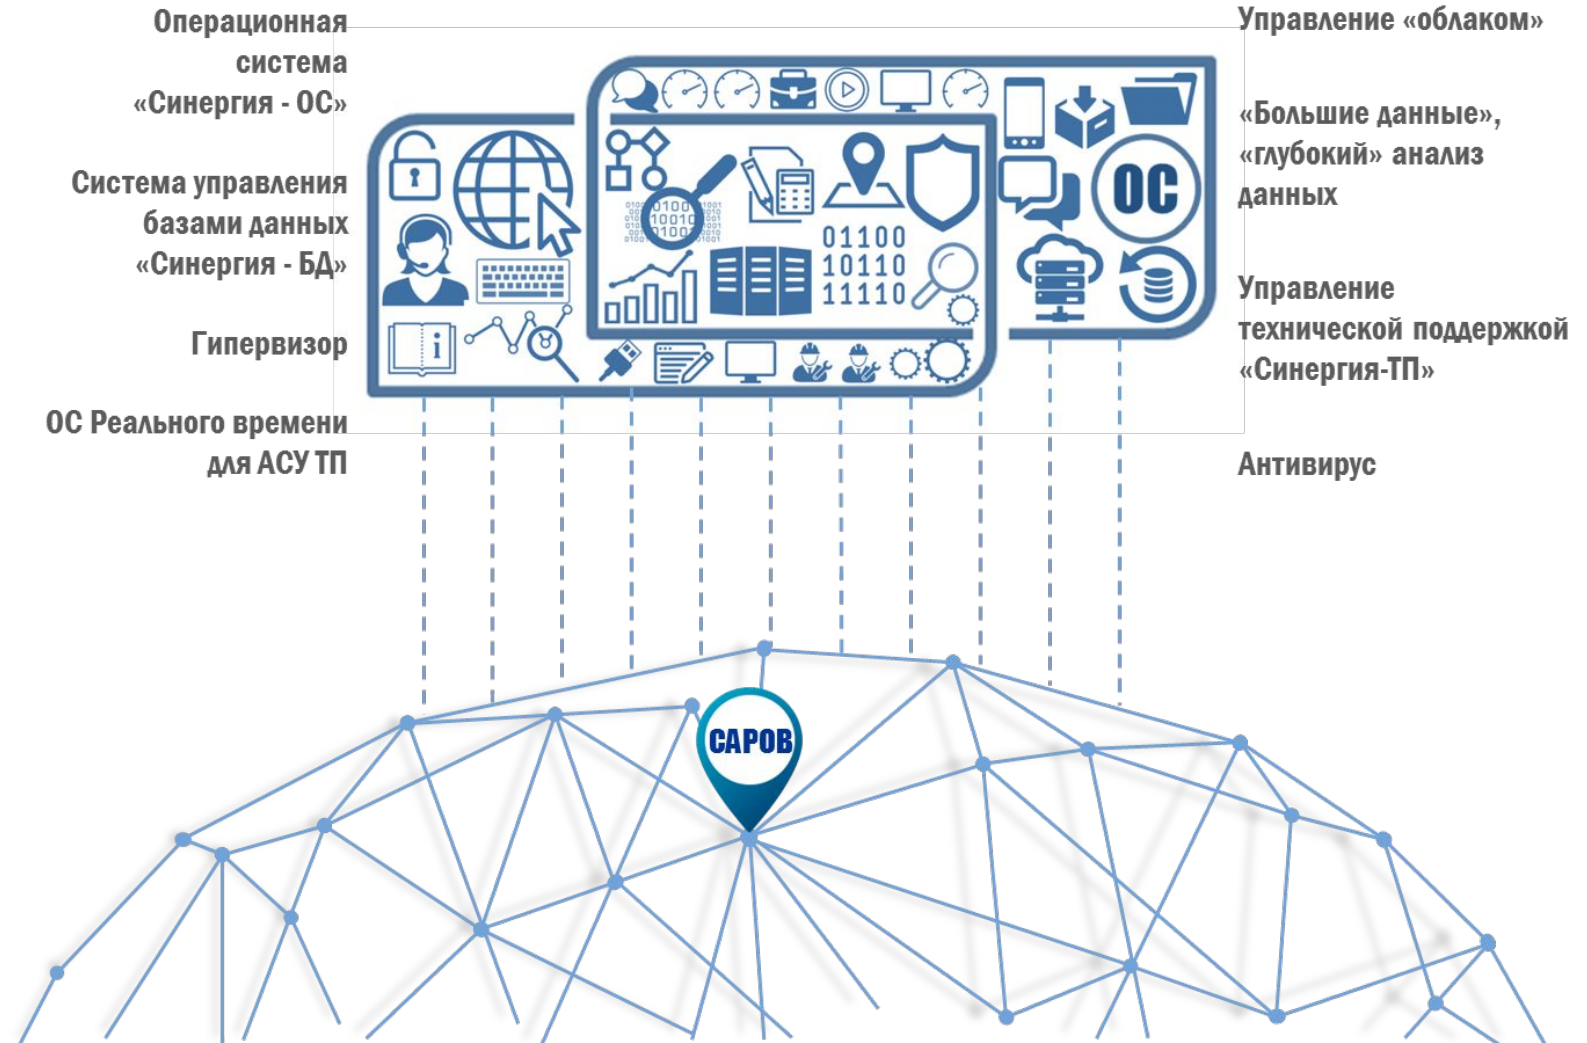 Операционная
система
«Синергия - ОС»
Система управления
базами данных
«Синергия - БД»
Гипервизор
ОС Реального времени
для АСУ ТП
Управление «облаком»
«Большие данные»,
«глубокий» анализ
данных
Управление
технической поддержкой
«Синергия-ТП»
Антивирус
ОС
i
01100
10110
11110
САРОВ